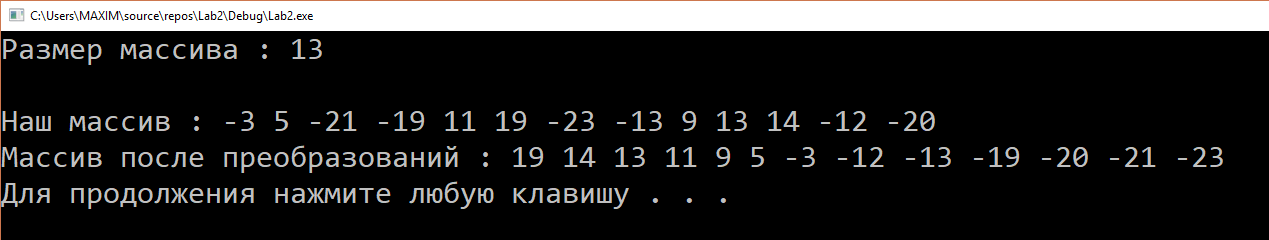 C:\Users\MAXIM\source\repos\Lab2\Debug\Lab2.exe
Размер массива : 13
Наш массив : -3 5 -21 -19 11 19 -23 -13 9 13 14 -12 -20
Массив после преобразований : 19 14 13 11 9 5 -3 -12 -13 -19 -20 -21 -23
Для продолжения нажмите любую клавишу . . .